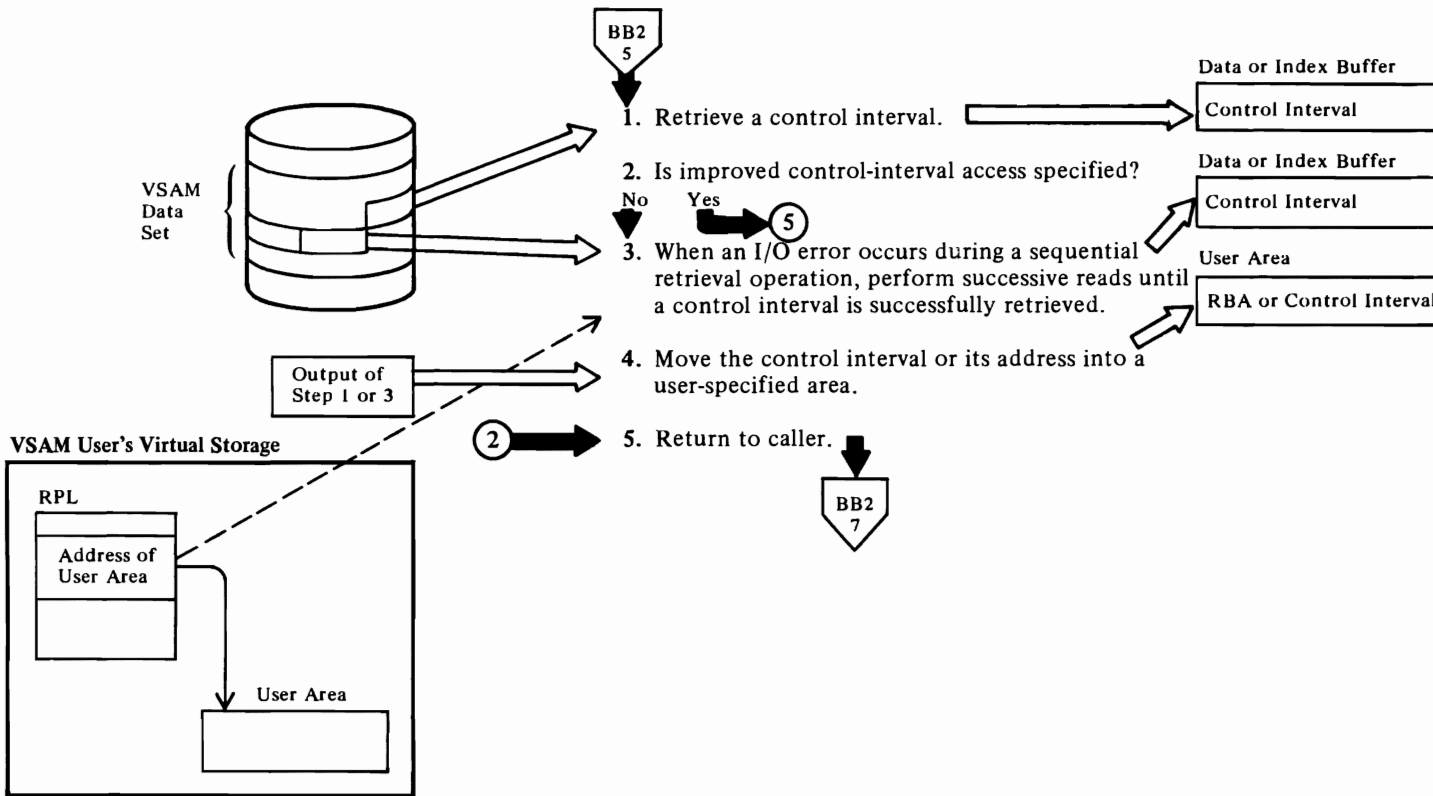 BB2
5
Data or Index Buffer
Control Interval
1. Retrieve a control interval.
2. Is improved control-interval access specified?
No Yes
5
Data or Index Buffer
Control Interval
VSAM
Data
Set
3. When an I/O error occurs during a sequential
retrieval operation, perform successive reads until
a control interval is successfully retrieved.
User Area
RBA or Control Interval
4. Move the control interval or its address into a
user-specified area.
Output of
Step 1 or 3
2
5. Return to caller.
BB2
7
VSAM User's Virtual Storage
RPL
Address of
User Area
User Area